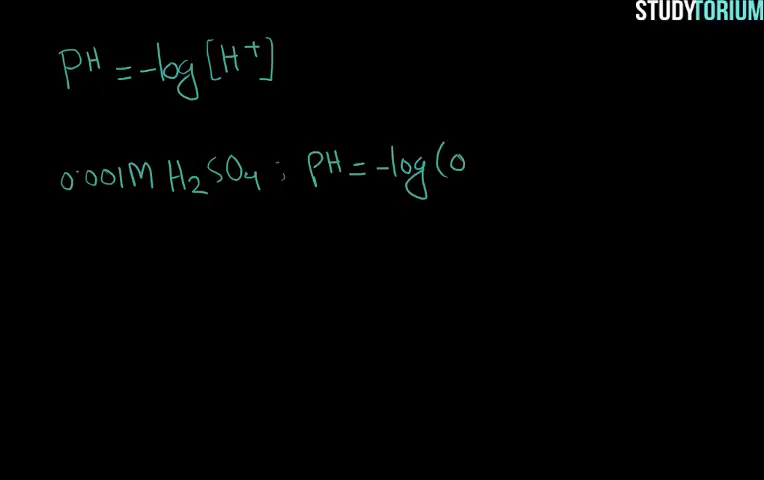 STUDYTORIUM
PH = -log [H+]
0.001M H2SO4 ; PH = -log (0